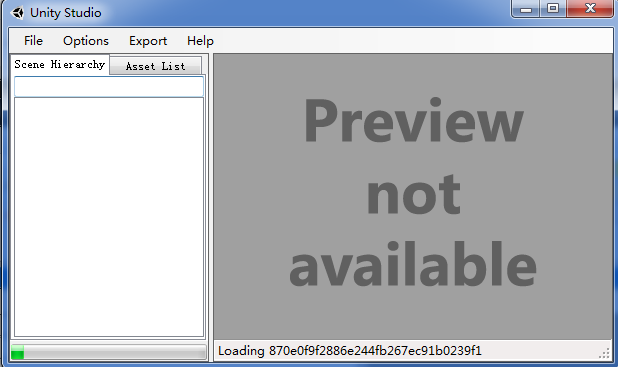 Unity Studio
File Options Export Help
Scene Hierarchy Asset List
Preview
not
available
Loading 870e0f9f2886e244fb267ec91b0239f1